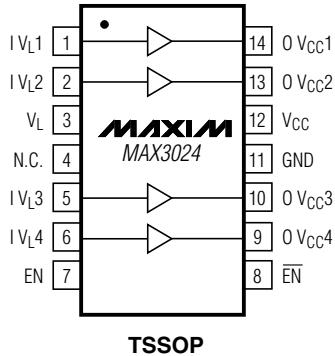 I VL1 1 14 O VCC1
I VL2 2 13 O VCC2
VL 3 12 VCC
MAXIM
N.C. 4 MAX3024 11 GND
I VL3 5 10 O VCC3
I VL4 6 9 O VCC4
EN 7 8 E̅N̅
TSSOP